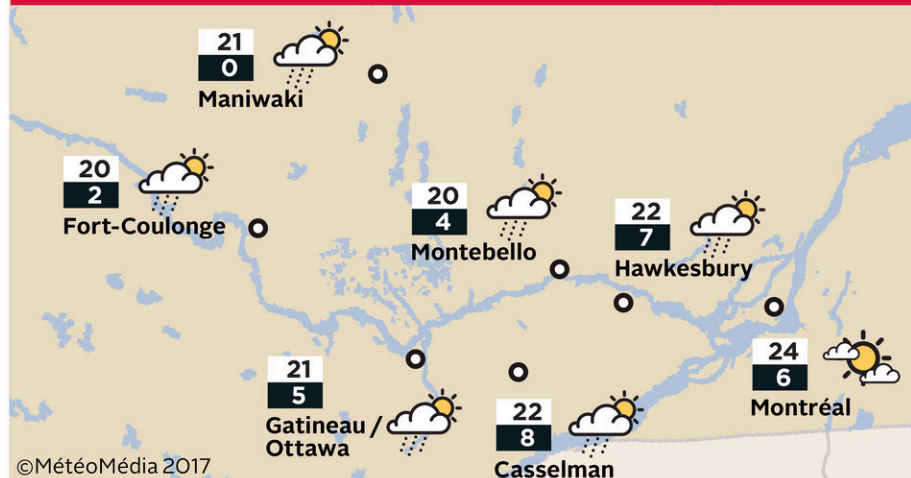 21
0
Maniwaki
20
2
Fort-Coulonge
20
4
Montebello
22
7
Hawkesbury
21
5
Gatineau /
Ottawa
22
8
Casselman
24
6
Montréal
©MétéoMédia 2017